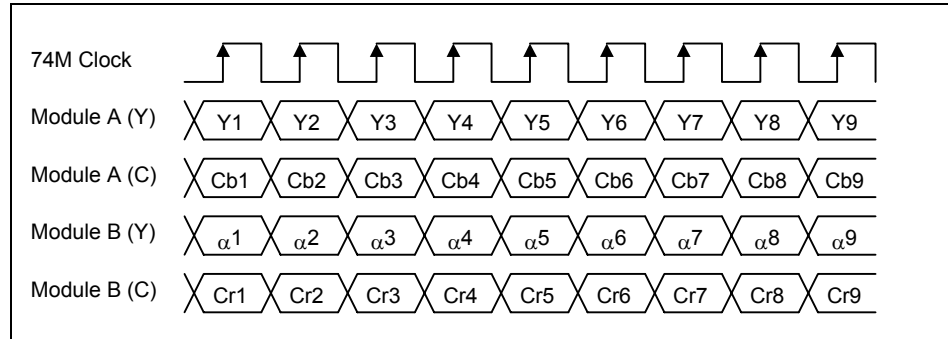 74M Clock
Module A (Y) Y1 Y2 Y3 Y4 Y5 Y6 Y7 Y8 Y9
Module A (C) Cb1 Cb2 Cb3 Cb4 Cb5 Cb6 Cb7 Cb8 Cb9
Module B (Y) α1 α2 α3 α4 α5 α6 α7 α8 α9
Module B (C) Cr1 Cr2 Cr3 Cr4 Cr5 Cr6 Cr7 Cr8 Cr9